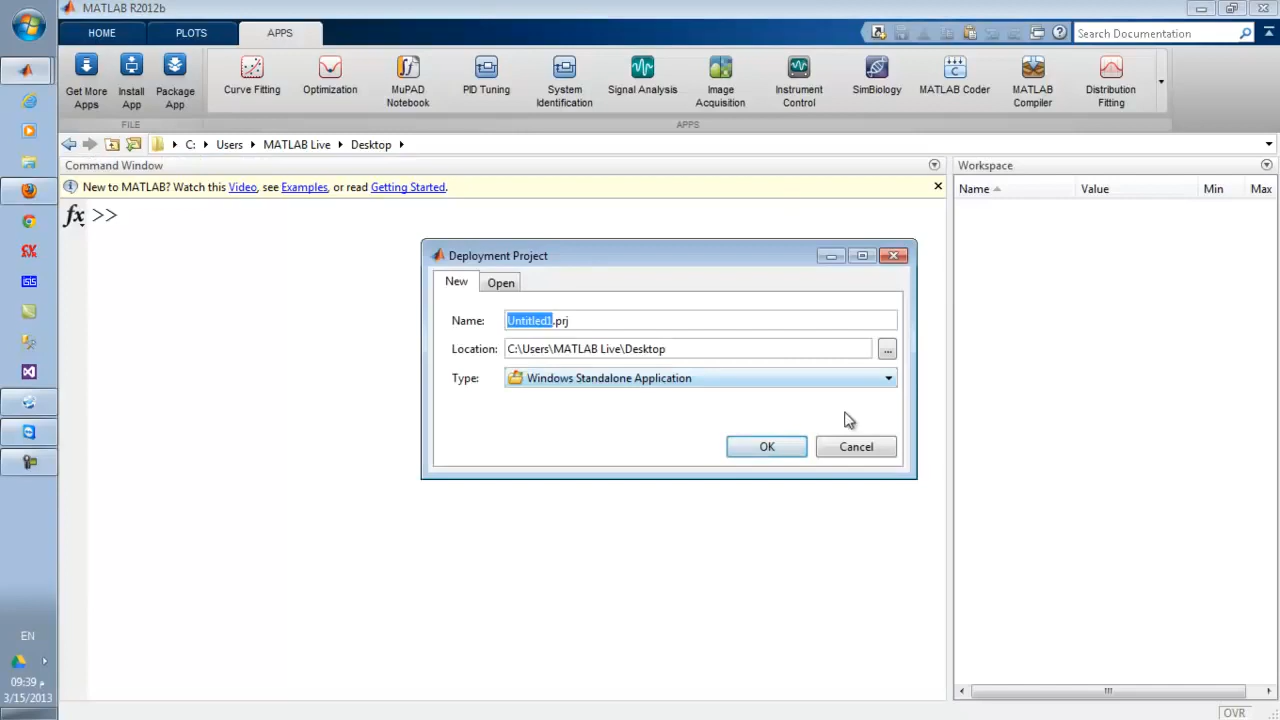 MATLAB R2012b
HOME
PLOTS
APPS
Search Documentation
Get More Apps
Install App
Package App
Curve Fitting
Optimization
MuPAD Notebook
PID Tuning
System Identification
Signal Analysis
Image Acquisition
Instrument Control
SimBiology
MATLAB Coder
MATLAB Compiler
Distribution Fitting
FILE
APPS
C: Users MATLAB Live Desktop
Command Window
Workspace
New to MATLAB? Watch this Video, see Examples, or read Getting Started.
Name
Value
Min
Max
fx >>
Deployment Project
New
Open
Name: Untitled1.prj
Location: C:\Users\MATLAB Live\Desktop
...
Type: Windows Standalone Application
OK
Cancel
CVAVR
ISIS
EN
09:39 م
3/15/2013
OVR